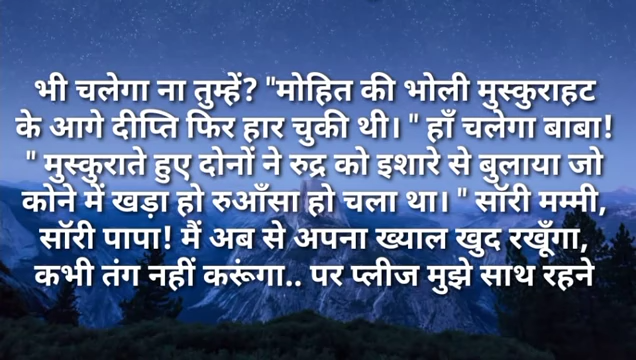 भी चलेगा ना तुम्हें? "मोहित की भोली मुस्कुराहट
के आगे दीप्ति फिर हार चुकी थी। " हाँ चलेगा बाबा!
" मुस्कुराते हुए दोनों ने रुद्र को इशारे से बुलाया जो
कोने में खड़ा हो रुआँसा हो चला था। " सॉरी मम्मी,
सॉरी पापा! मैं अब से अपना ख्याल खुद रखूँगा,
कभी तंग नहीं करूंगा.. पर प्लीज मुझे साथ रहने